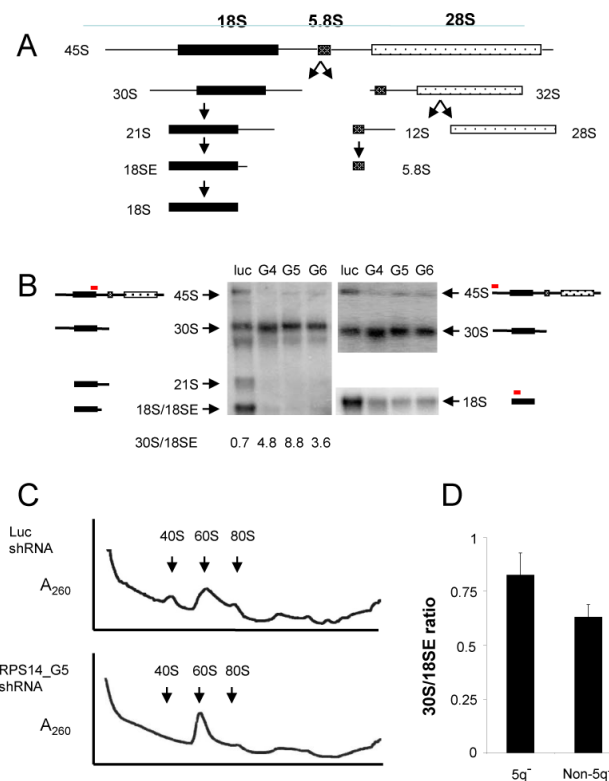 18S 5.8S 28S
A
45S
30S 32S
21S 12S 28S
18SE 5.8S
18S
B
luc G4 G5 G6 luc G4 G5 G6
45S 45S
30S 30S
21S
18S/18SE 18S
30S/18SE 0.7 4.8 8.8 3.6
C
Luc
shRNA
40S 60S 80S
A260
RPS14_G5
shRNA
40S 60S 80S
A260
D
30S/18SE ratio
1
0.75
0.5
0.25
0
5q- Non-5q-